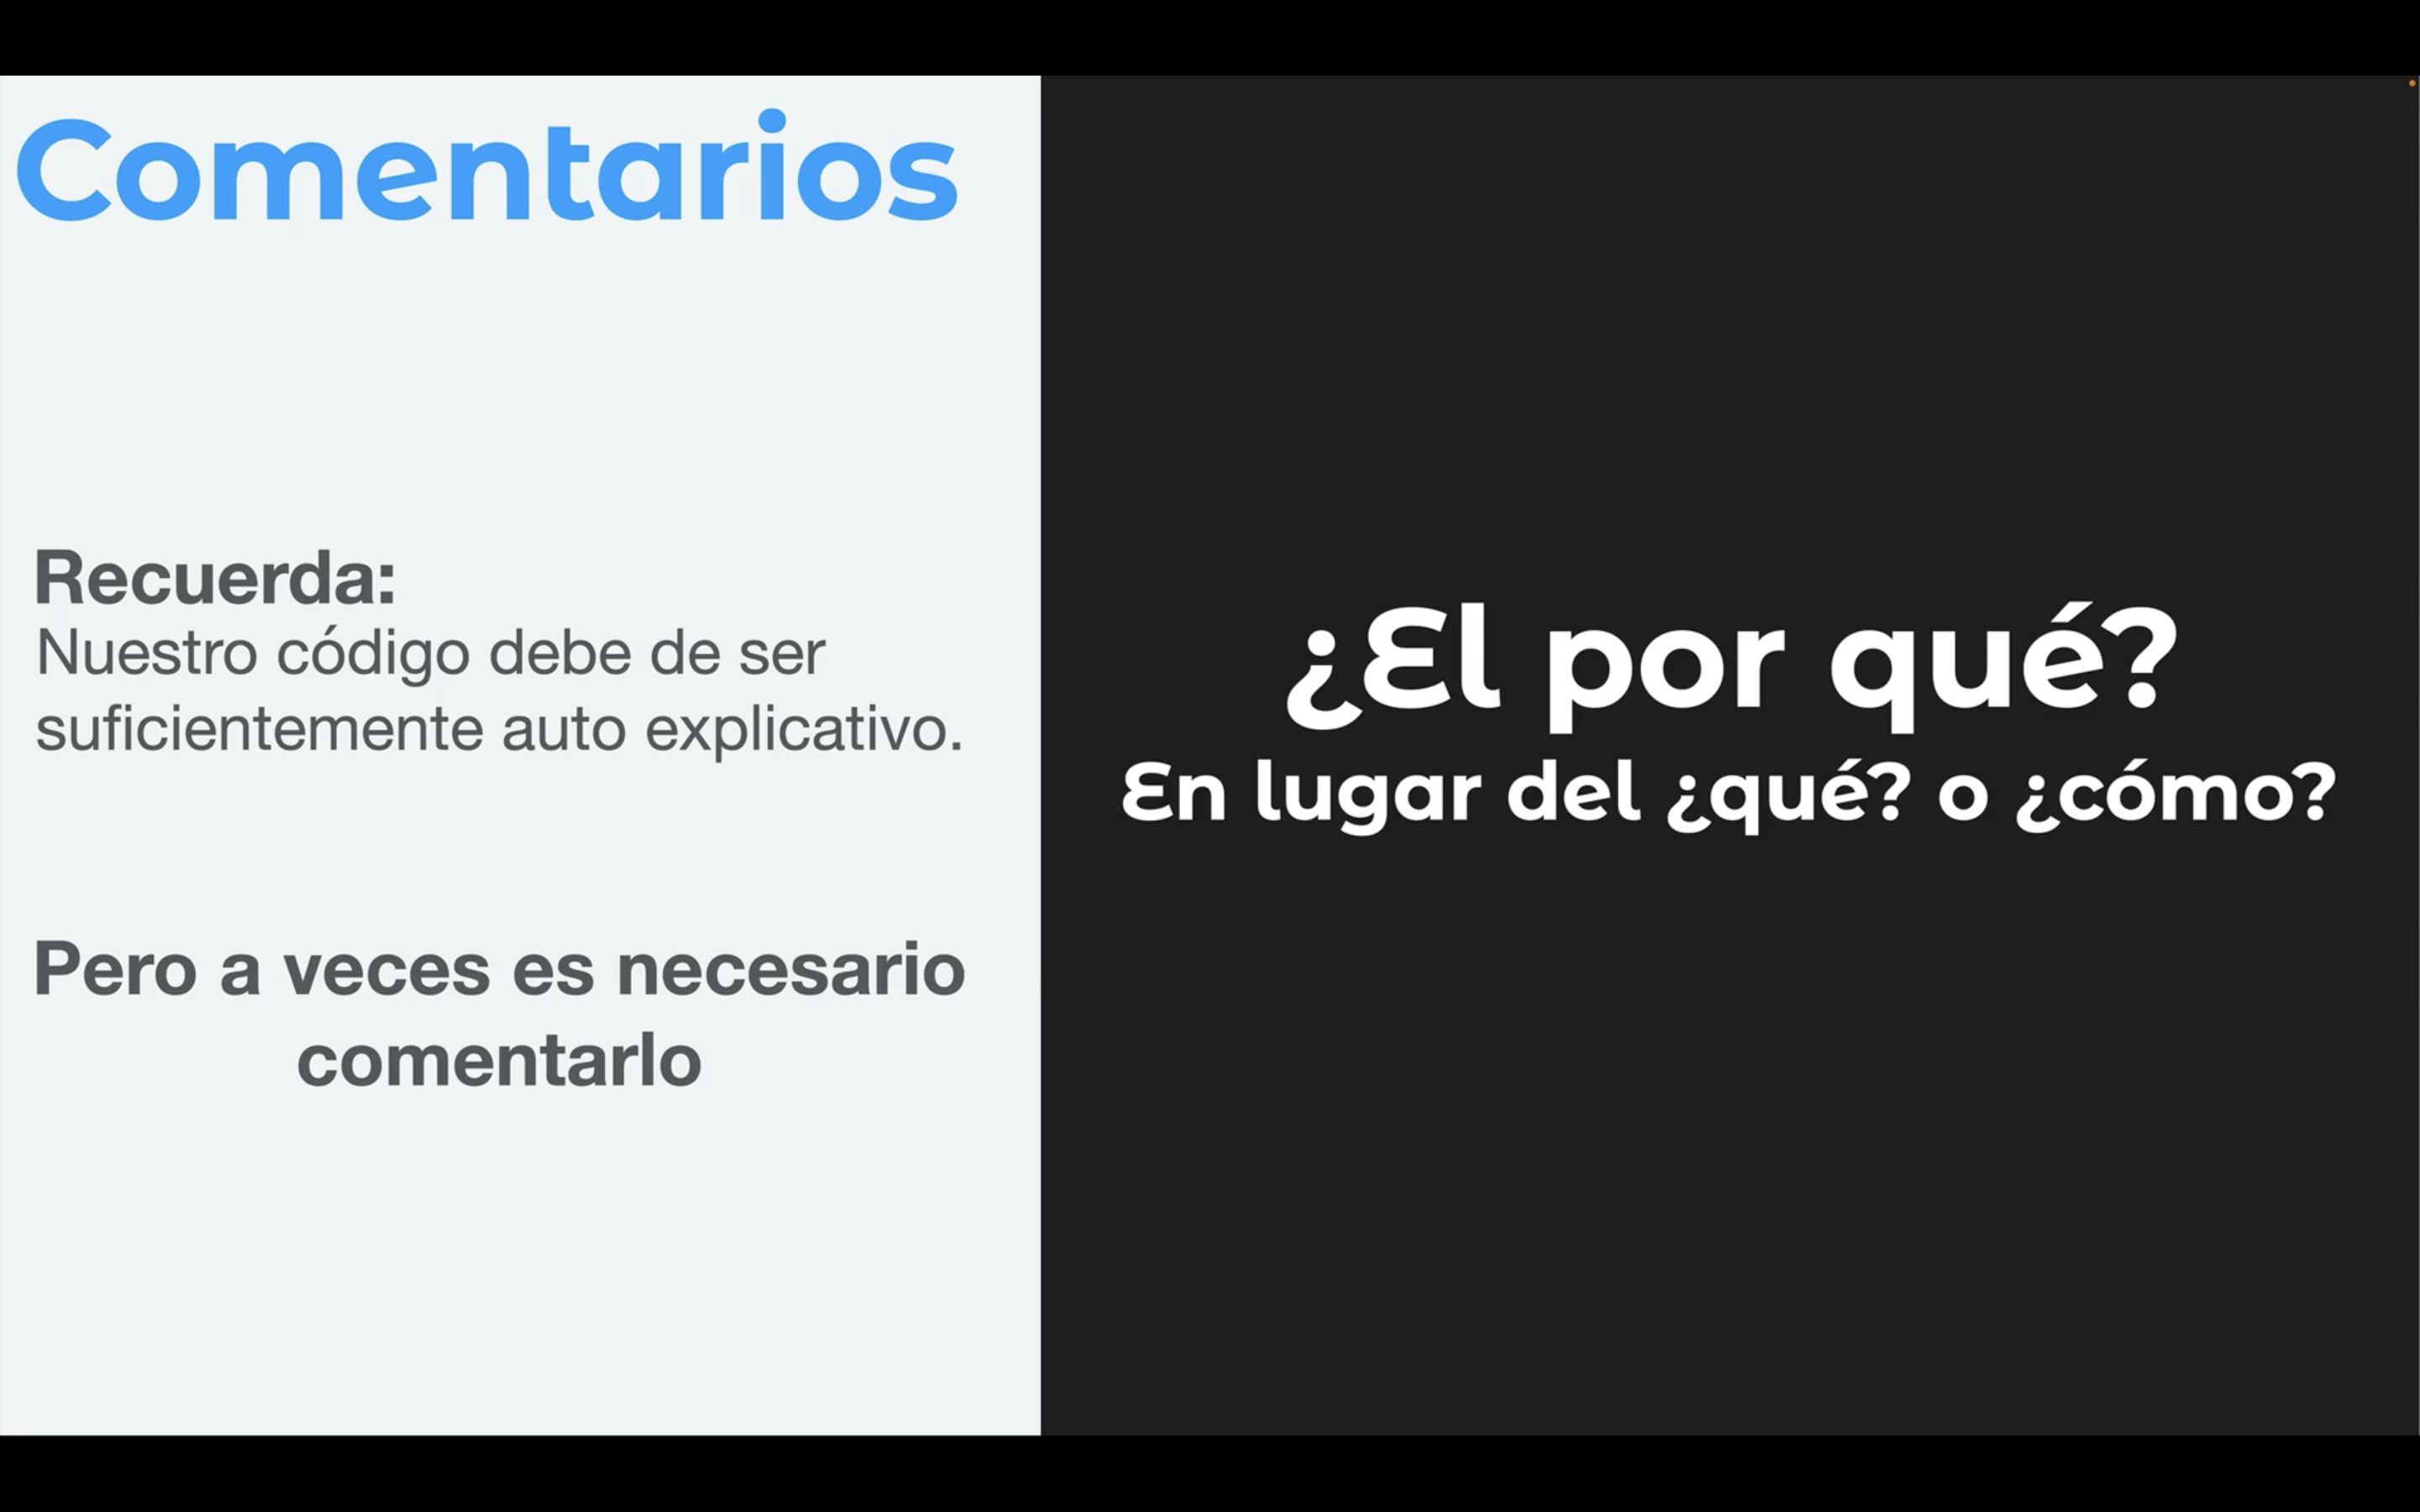 Comentarios
Recuerda:
Nuestro código debe de ser
suficientemente auto explicativo.
Pero a veces es necesario
comentarlo
¿El por qué?
En lugar del ¿qué? o ¿cómo?